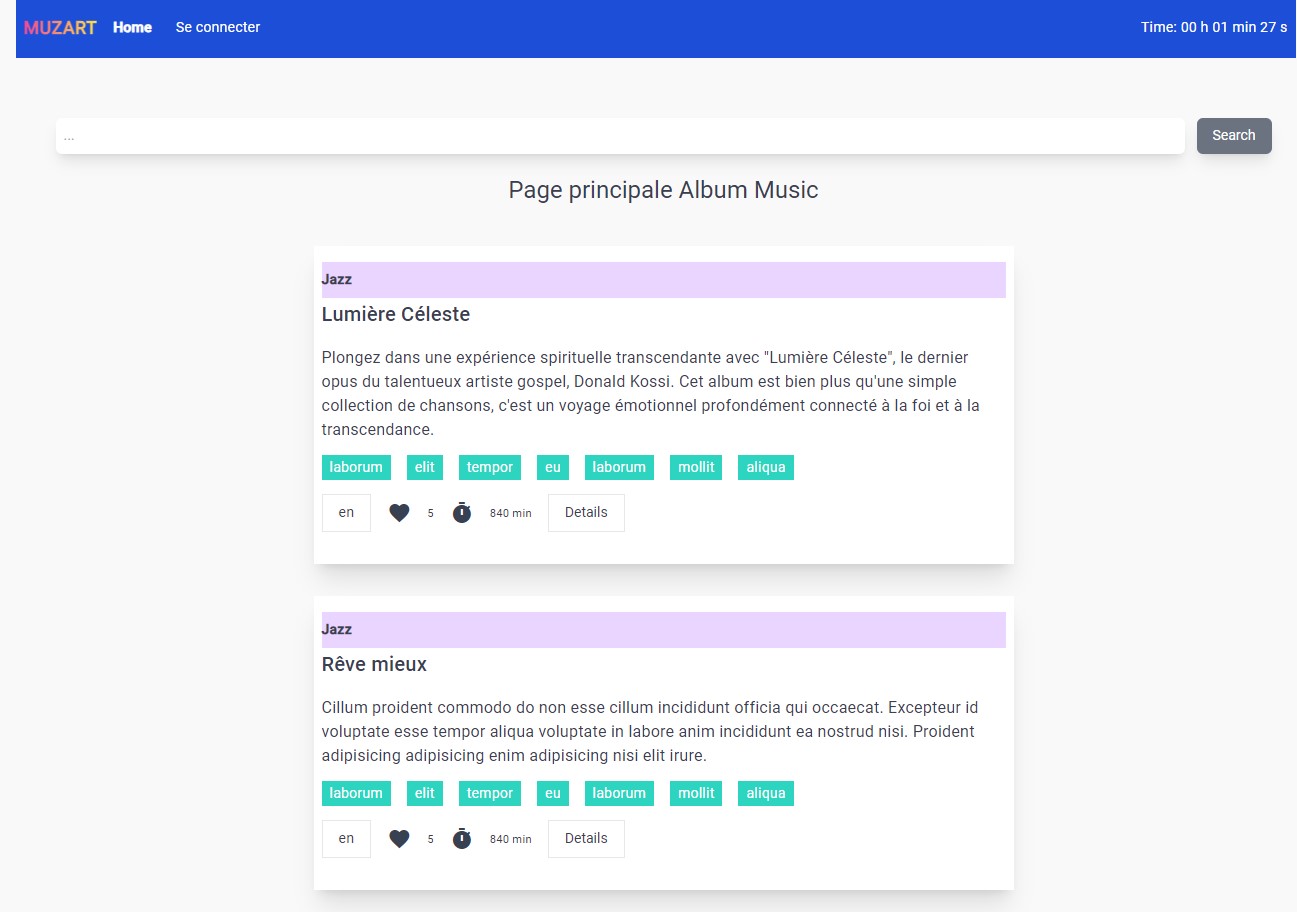 MUZART Home Se connecter Time: 00 h 01 min 27 s
... Search
Page principale Album Music
Jazz
Lumière Céleste
Plongez dans une expérience spirituelle transcendante avec "Lumière Céleste", le dernier
opus du talentueux artiste gospel, Donald Kossi. Cet album est bien plus qu'une simple
collection de chansons, c'est un voyage émotionnel profondément connecté à la foi et à la
transcendance.
laborum elit tempor eu laborum mollit aliqua
en 5 840 min Details
Jazz
Rêve mieux
Cillum proident commodo do non esse cillum incididunt officia qui occaecat. Excepteur id
voluptate esse tempor aliqua voluptate in labore anim incididunt ea nostrud nisi. Proident
adipisicing adipisicing enim adipisicing nisi elit irure.
laborum elit tempor eu laborum mollit aliqua
en 5 840 min Details